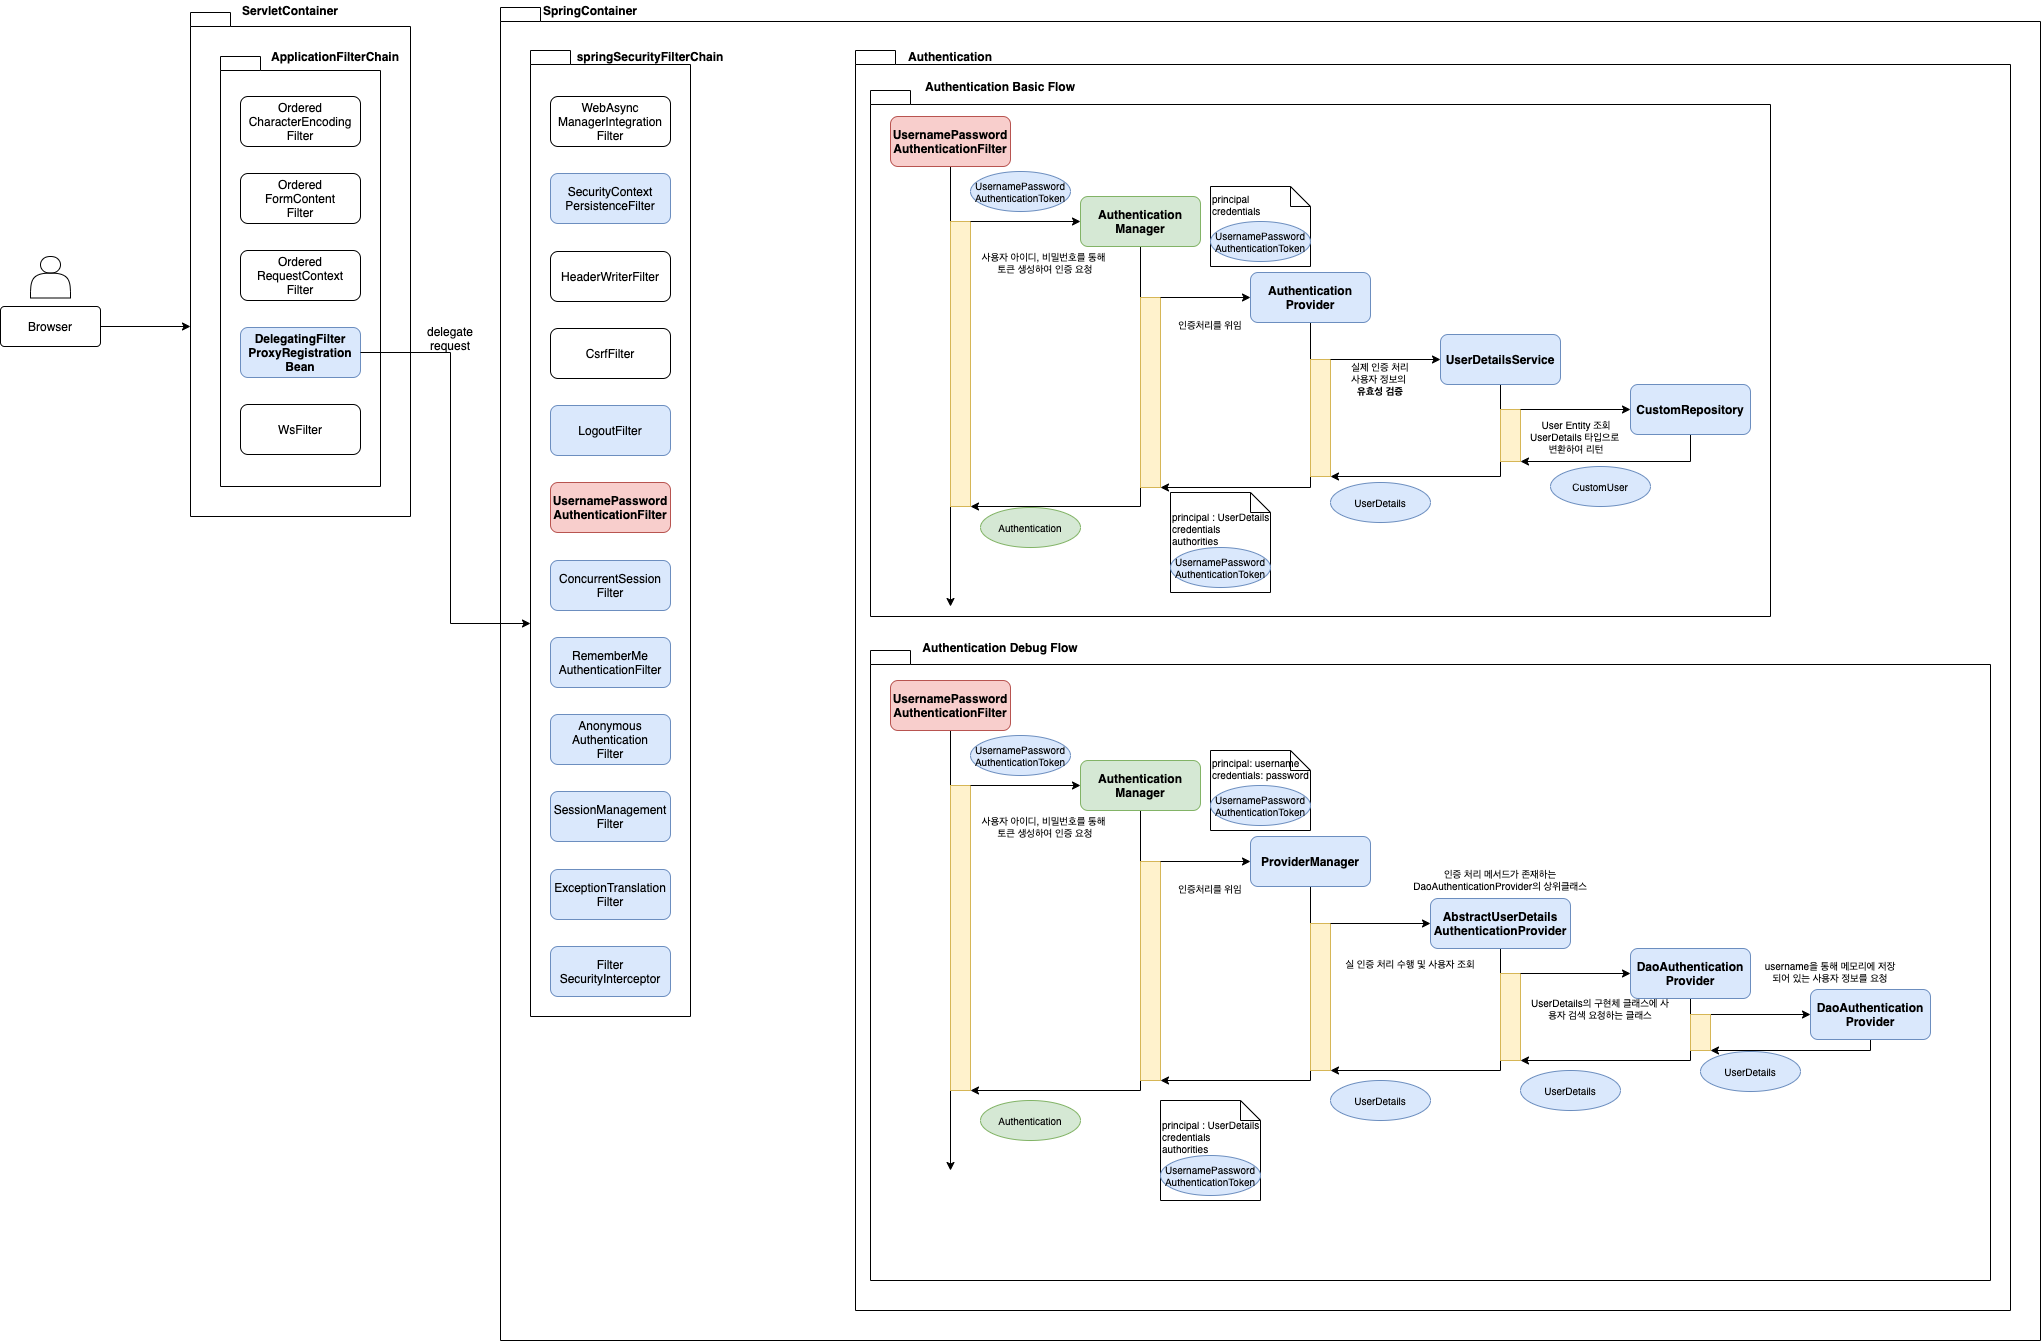 ServletContainer
ApplicationFilterChain
Ordered
CharacterEncoding
Filter
Ordered
FormContent
Filter
Ordered
RequestContext
Filter
DelegatingFilter
ProxyRegistration
Bean
WsFilter
Browser
delegate
request
SpringContainer
springSecurityFilterChain
WebAsync
ManagerIntegration
Filter
SecurityContext
PersistenceFilter
HeaderWriterFilter
CsrfFilter
LogoutFilter
UsernamePassword
AuthenticationFilter
ConcurrentSession
Filter
RememberMe
AuthenticationFilter
Anonymous
Authentication
Filter
SessionManagement
Filter
ExceptionTranslation
Filter
Filter
SecurityInterceptor
Authentication
Authentication Basic Flow
UsernamePassword
AuthenticationFilter
UsernamePassword
AuthenticationToken
Authentication
Manager
사용자 아이디, 비밀번호를 통해
토큰 생성하여 인증 요청
principal
credentials
UsernamePassword
AuthenticationToken
Authentication
Provider
인증처리를 위임
UserDetailsService
실제 인증 처리
사용자 정보의
유효성 검증
CustomRepository
User Entity 조회
UserDetails 타입으로
변환하여 리턴
CustomUser
UserDetails
principal : UserDetails
credentials
authorities
UsernamePassword
AuthenticationToken
Authentication
Authentication Debug Flow
UsernamePassword
AuthenticationFilter
UsernamePassword
AuthenticationToken
Authentication
Manager
사용자 아이디, 비밀번호를 통해
토큰 생성하여 인증 요청
principal: username
credentials: password
UsernamePassword
AuthenticationToken
ProviderManager
인증처리를 위임
인증 처리 메서드가 존재하는
DaoAuthenticationProvider의 상위클래스
AbstractUserDetails
AuthenticationProvider
실 인증 처리 수행 및 사용자 조회
DaoAuthentication
Provider
UserDetails의 구현체 클래스에 사
용자 검색 요청하는 클래스
username을 통해 메모리에 저장
되어 있는 사용자 정보를 요청
DaoAuthentication
Provider
UserDetails
UserDetails
UserDetails
principal : UserDetails
credentials
authorities
UsernamePassword
AuthenticationToken
Authentication